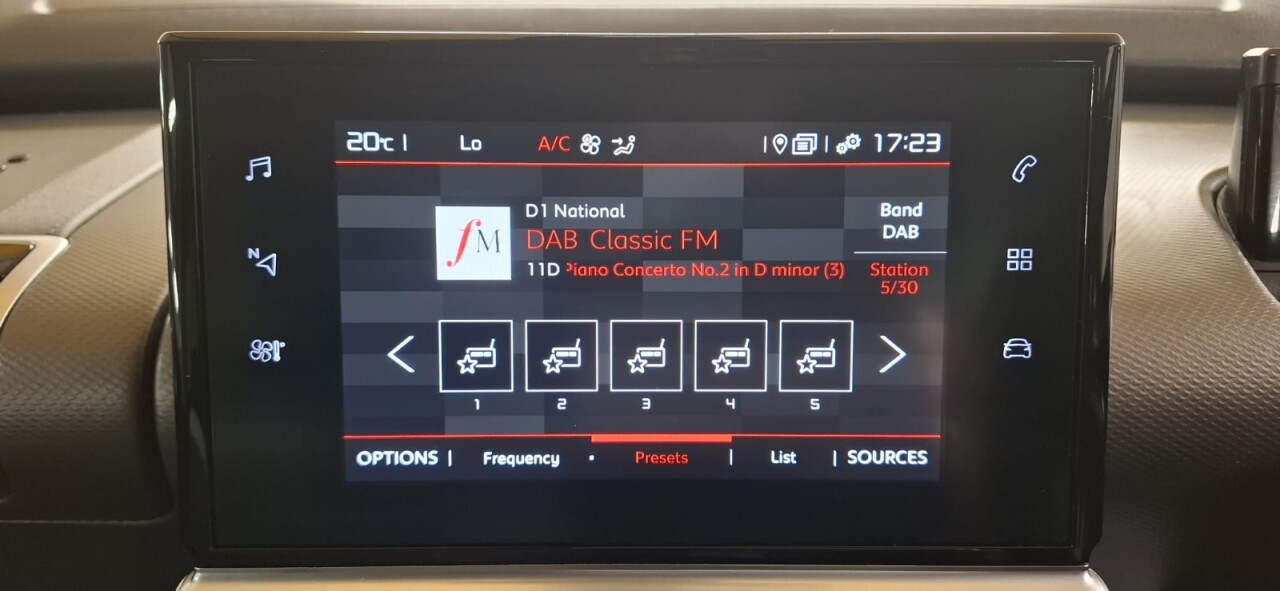 20°C | Lo A/C | | 17:23
D1 National
DAB Classic FM
11D Piano Concerto No.2 in D minor (3)
Band
DAB
Station
5/30
fM
1 2 3 4 5
OPTIONS | Frequency • Presets | List | SOURCES
N